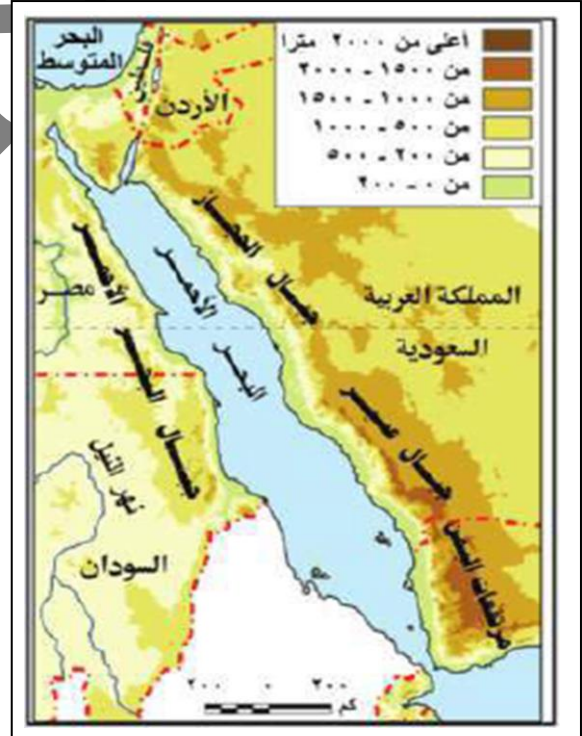 البحر
المتوسط
فلسطين
الأردن
أعلى من ٢٠٠٠ مترا
من ١٥٠٠ - ٢٠٠٠
من ١٠٠٠ - ١٥٠٠
من ٥٠٠ - ١٠٠٠
من ٢٠٠ - ٥٠٠
من ٠ - ٢٠٠
جبال الحجاز
المملكة العربية
السعودية
البحر الأحمر
مصر
جبال البحر الأحمر
جبال عسير
نهر النيل
السودان
مرتفعات اليمن
٢٠٠ ٠ ٢٠٠
كم